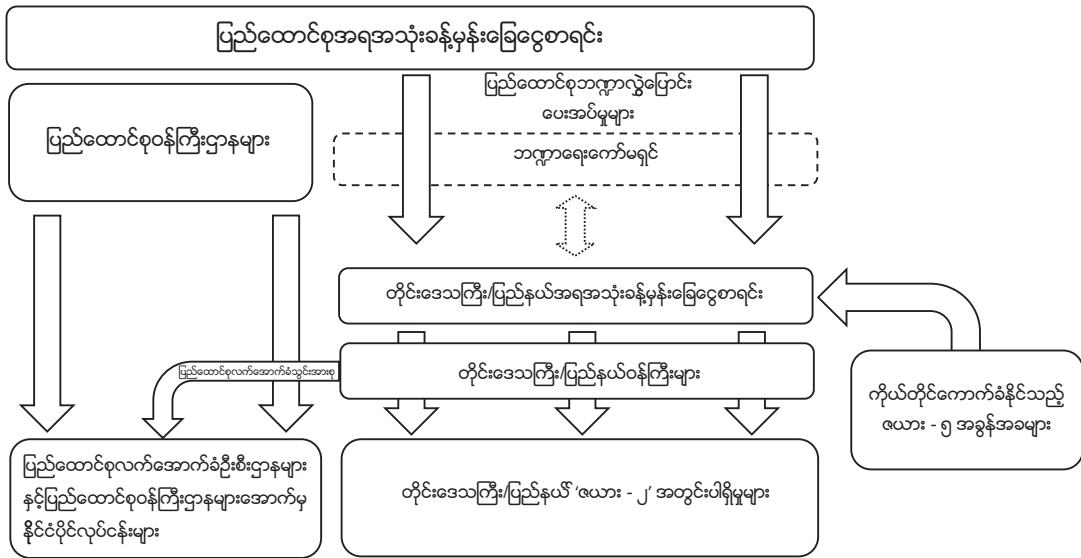 ပြည်ထောင်စုအရအသုံးခန့်မှန်းခြေငွေစာရင်း
ပြည်ထောင်စုဘဏ္ဍာလွှဲပြောင်း
ပေးအပ်မှုများ
ပြည်ထောင်စုဝန်ကြီးဌာနများ
ဘဏ္ဍာရေးကော်မရှင်
တိုင်းဒေသကြီး/ပြည်နယ်အရအသုံးခန့်မှန်းခြေငွေစာရင်း
ပြည်ထောင်စုလက်အောက်ခံသွင်းအားစု
တိုင်းဒေသကြီး/ပြည်နယ်ဝန်ကြီးများ
ကိုယ်တိုင်ကောက်ခံနိုင်သည့်
ဇယား - ၅ အခွန်အခများ
ပြည်ထောင်စုလက်အောက်ခံဦးစီးဌာနများ
နှင့်ပြည်ထောင်စုဝန်ကြီးဌာနများအောက်မှ
နိုင်ငံပိုင်လုပ်ငန်းများ
တိုင်းဒေသကြီး/ပြည်နယ် ‘ဇယား - ၂’ အတွင်းပါရှိမှုများ